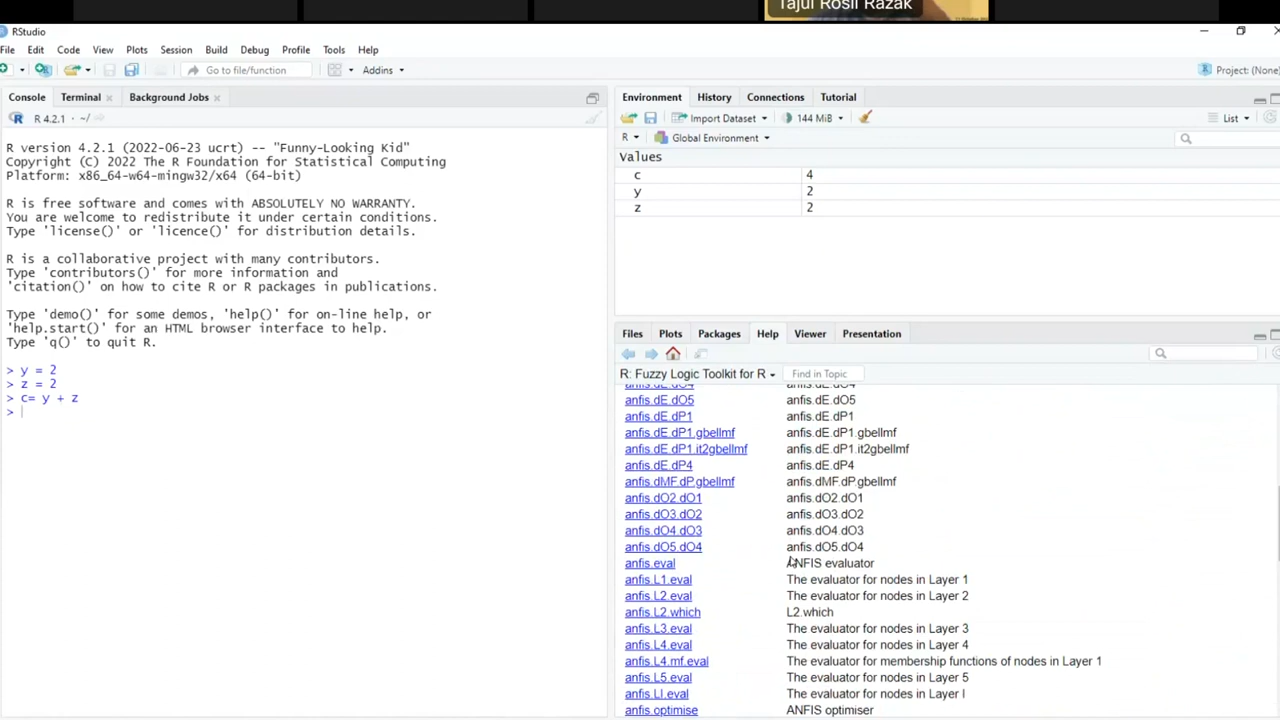 Tajul Rosli Razak
RStudio
File Edit Code View Plots Session Build Debug Profile Tools Help
Go to file/function Addins Project: (None)
Console Terminal Background Jobs
R 4.2.1 · ~/
R version 4.2.1 (2022-06-23 ucrt) -- "Funny-Looking Kid"
Copyright (C) 2022 The R Foundation for Statistical Computing
Platform: x86_64-w64-mingw32/x64 (64-bit)
R is free software and comes with ABSOLUTELY NO WARRANTY.
You are welcome to redistribute it under certain conditions.
Type 'license()' or 'licence()' for distribution details.
R is a collaborative project with many contributors.
Type 'contributors()' for more information and
'citation()' on how to cite R or R packages in publications.
Type 'demo()' for some demos, 'help()' for on-line help, or
'help.start()' for an HTML browser interface to help.
Type 'q()' to quit R.
> y = 2
> z = 2
> c= y + z
>
Environment History Connections Tutorial
Import Dataset 144 MiB List
R Global Environment
Values
c 4
y 2
z 2
Files Plots Packages Help Viewer Presentation
R: Fuzzy Logic Toolkit for R Find in Topic
anfis.dE.dO4 anfis.dE.dO4
anfis.dE.dO5 anfis.dE.dO5
anfis.dE.dP1 anfis.dE.dP1
anfis.dE.dP1.gbellmf anfis.dE.dP1.gbellmf
anfis.dE.dP1.it2gbellmf anfis.dE.dP1.it2gbellmf
anfis.dE.dP4 anfis.dE.dP4
anfis.dMF.dP.gbellmf anfis.dMF.dP.gbellmf
anfis.dO2.dO1 anfis.dO2.dO1
anfis.dO3.dO2 anfis.dO3.dO2
anfis.dO4.dO3 anfis.dO4.dO3
anfis.dO5.dO4 anfis.dO5.dO4
anfis.eval ANFIS evaluator
anfis.L1.eval The evaluator for nodes in Layer 1
anfis.L2.eval The evaluator for nodes in Layer 2
anfis.L2.which L2.which
anfis.L3.eval The evaluator for nodes in Layer 3
anfis.L4.eval The evaluator for nodes in Layer 4
anfis.L4.mf.eval The evaluator for membership functions of nodes in Layer 1
anfis.L5.eval The evaluator for nodes in Layer 5
anfis.LI.eval The evaluator for nodes in Layer I
anfis.optimise ANFIS optimiser